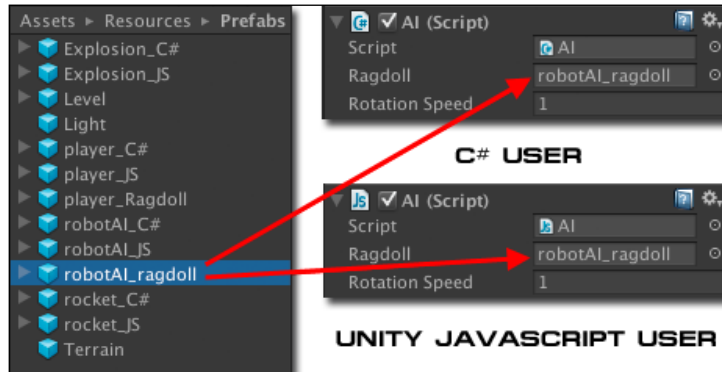 Assets ▸ Resources ▸ Prefabs
Explosion_C#
Explosion_JS
Level
Light
player_C#
player_JS
player_Ragdoll
robotAI_C#
robotAI_JS
robotAI_ragdoll
rocket_C#
rocket_JS
Terrain
C# AI (Script)
Script AI
Ragdoll robotAI_ragdoll
Rotation Speed 1
C# USER
Js AI (Script)
Script Js AI
Ragdoll robotAI_ragdoll
Rotation Speed 1
UNITY JAVASCRIPT USER